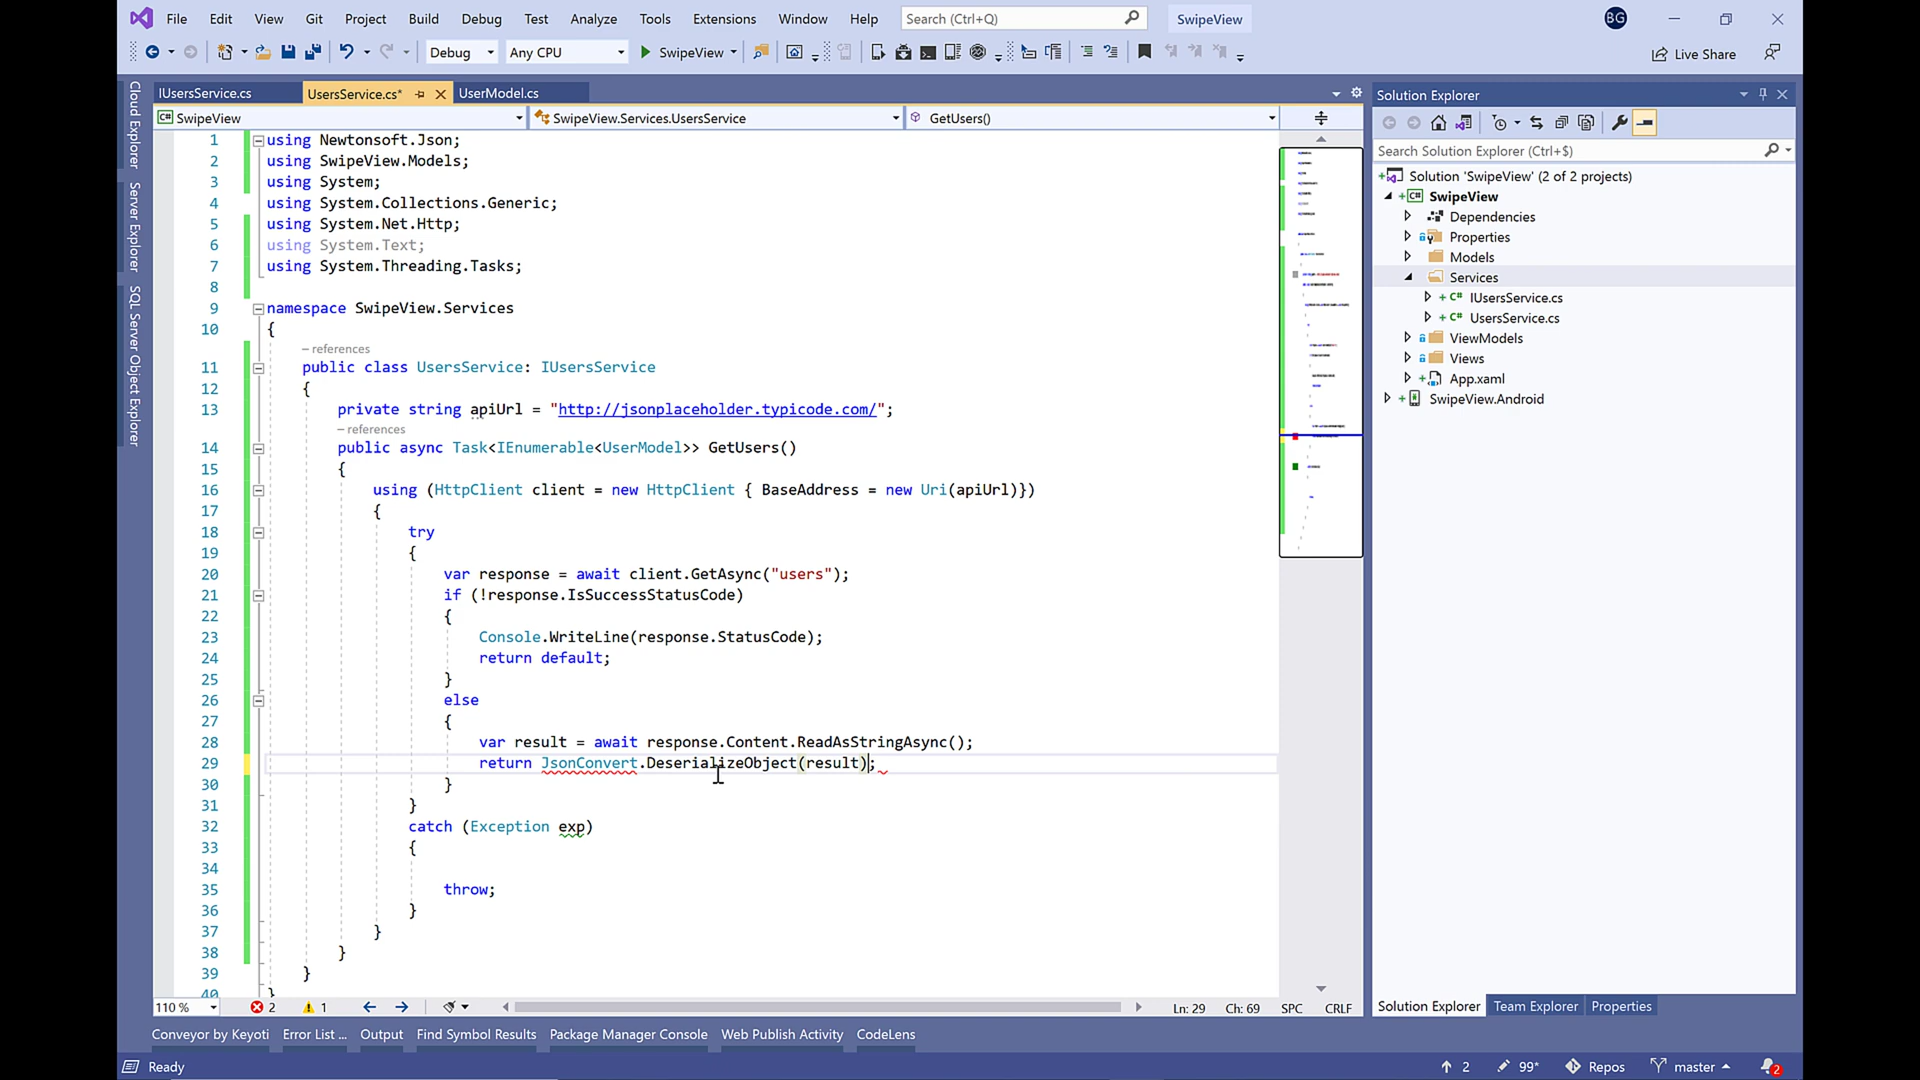 File Edit View Git Project Build Debug Test Analyze Tools Extensions Window Help Search (Ctrl+Q) SwipeView BG
Debug Any CPU SwipeView Live Share
IUsersService.cs UsersService.cs* UserModel.cs
C# SwipeView SwipeView.Services.UsersService GetUsers()
1 using Newtonsoft.Json;
2 using SwipeView.Models;
3 using System;
4 using System.Collections.Generic;
5 using System.Net.Http;
6 using System.Text;
7 using System.Threading.Tasks;
8
9 namespace SwipeView.Services
10 {
– references
11 public class UsersService: IUsersService
12 {
13 private string apiUrl = "http://jsonplaceholder.typicode.com/";
– references
14 public async Task<IEnumerable<UserModel>> GetUsers()
15 {
16 using (HttpClient client = new HttpClient { BaseAddress = new Uri(apiUrl)})
17 {
18 try
19 {
20 var response = await client.GetAsync("users");
21 if (!response.IsSuccessStatusCode)
22 {
23 Console.WriteLine(response.StatusCode);
24 return default;
25 }
26 else
27 {
28 var result = await response.Content.ReadAsStringAsync();
29 return JsonConvert.DeserializeObject(result);
30 }
31 }
32 catch (Exception exp)
33 {
34
35 throw;
36 }
37 }
38 }
39 }
40 }
110 % 2 1 Ln: 29 Ch: 69 SPC CRLF
Cloud Explorer
Server Explorer
SQL Server Object Explorer
Solution Explorer
Search Solution Explorer (Ctrl+$)
Solution 'SwipeView' (2 of 2 projects)
C# SwipeView
Dependencies
Properties
Models
Services
C# IUsersService.cs
C# UsersService.cs
ViewModels
Views
App.xaml
SwipeView.Android
Solution Explorer Team Explorer Properties
Conveyor by Keyoti Error List ... Output Find Symbol Results Package Manager Console Web Publish Activity CodeLens
Ready 2 99* Repos master 2